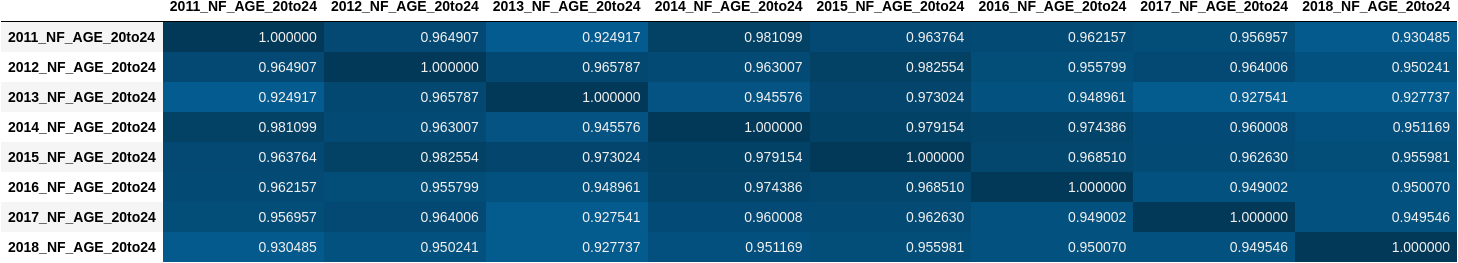 2011_NF_AGE_20to24 2012_NF_AGE_20to24 2013_NF_AGE_20to24 2014_NF_AGE_20to24 2015_NF_AGE_20to24 2016_NF_AGE_20to24 2017_NF_AGE_20to24 2018_NF_AGE_20to24
2011_NF_AGE_20to24 1.000000 0.964907 0.924917 0.981099 0.963764 0.962157 0.956957 0.930485
2012_NF_AGE_20to24 0.964907 1.000000 0.965787 0.963007 0.982554 0.955799 0.964006 0.950241
2013_NF_AGE_20to24 0.924917 0.965787 1.000000 0.945576 0.973024 0.948961 0.927541 0.927737
2014_NF_AGE_20to24 0.981099 0.963007 0.945576 1.000000 0.979154 0.974386 0.960008 0.951169
2015_NF_AGE_20to24 0.963764 0.982554 0.973024 0.979154 1.000000 0.968510 0.962630 0.955981
2016_NF_AGE_20to24 0.962157 0.955799 0.948961 0.974386 0.968510 1.000000 0.949002 0.950070
2017_NF_AGE_20to24 0.956957 0.964006 0.927541 0.960008 0.962630 0.949002 1.000000 0.949546
2018_NF_AGE_20to24 0.930485 0.950241 0.927737 0.951169 0.955981 0.950070 0.949546 1.000000